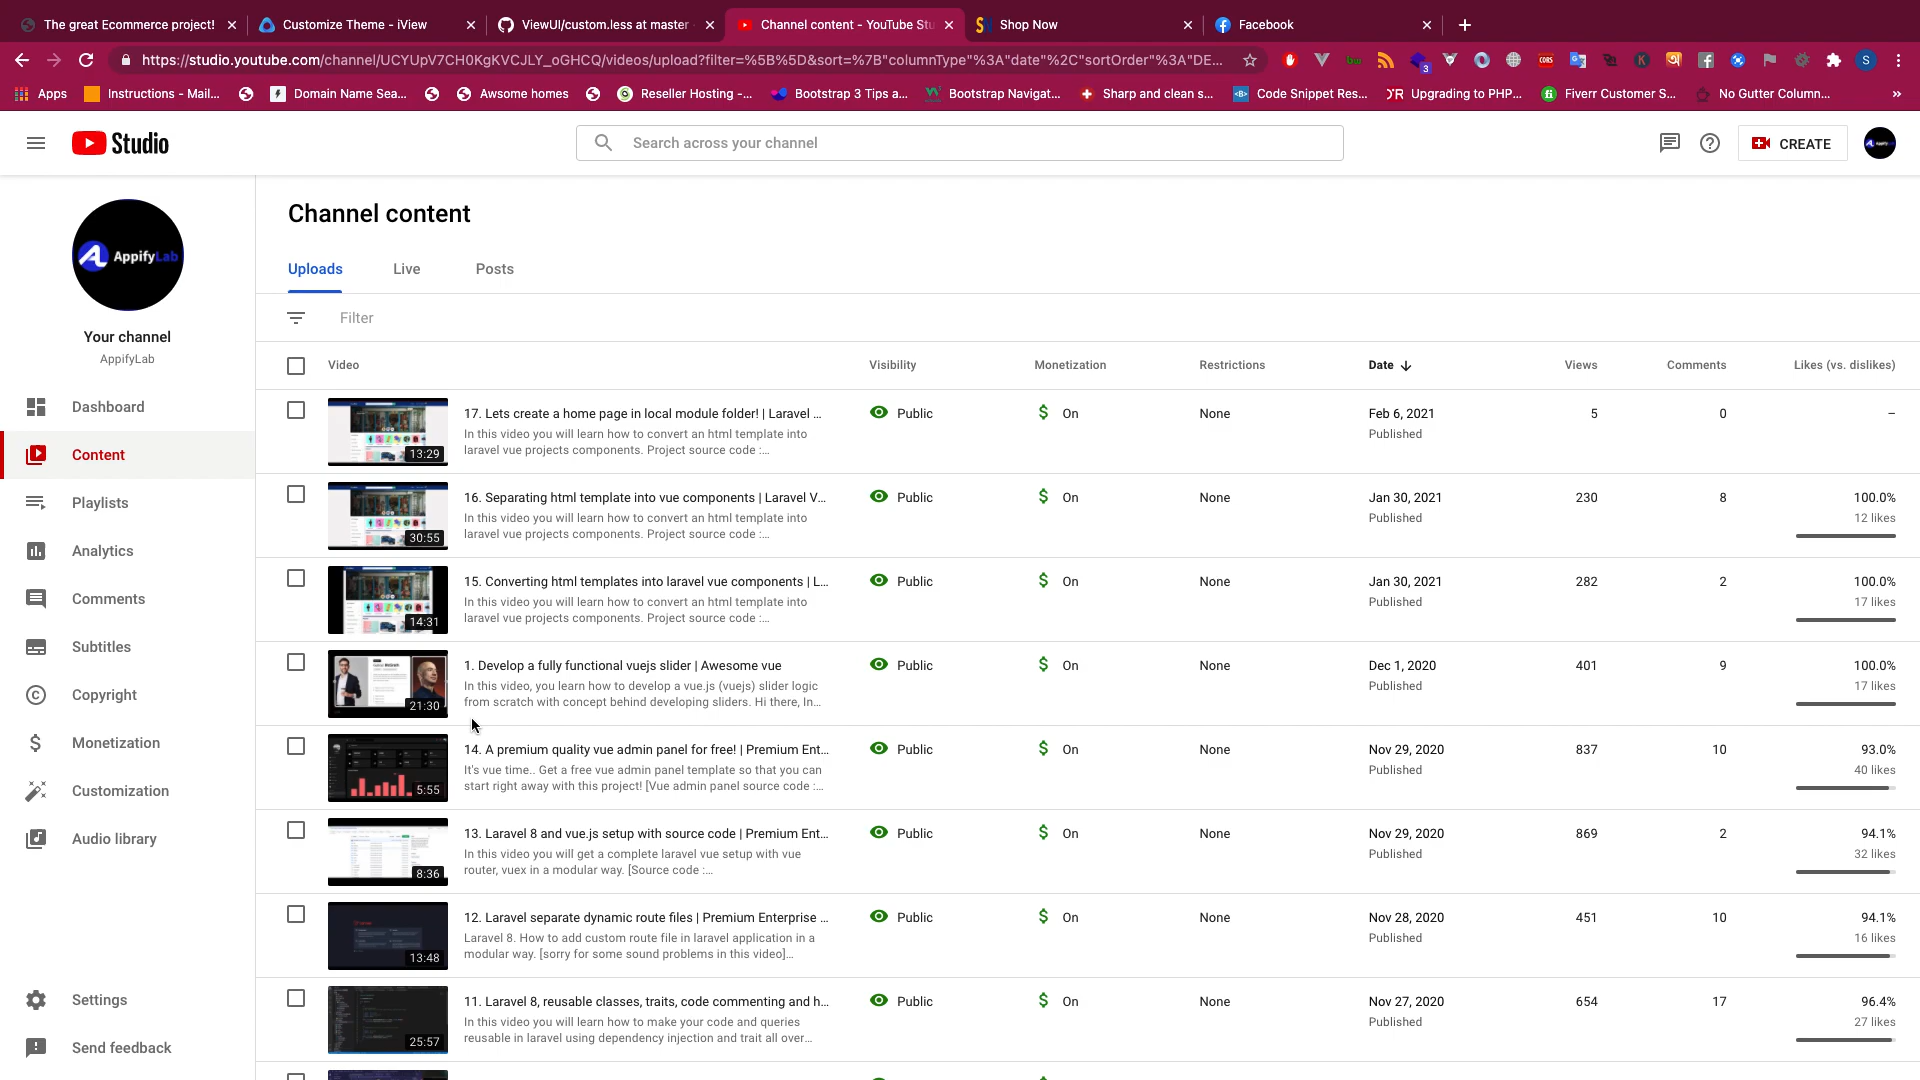 The great Ecommerce project!
Customize Theme - iView
ViewUI/custom.less at master
Channel content - YouTube Stu
Shop Now
Facebook
https://studio.youtube.com/channel/UCYUpV7CH0KgKVCJLY_oGHCQ/videos/upload?filter=%5B%5D&sort=%7B"columnType"%3A"date"%2C"sortOrder"%3A"DE...
Apps
Instructions - Mail...
Domain Name Sea...
Awsome homes
Reseller Hosting -...
Bootstrap 3 Tips a...
Bootstrap Navigat...
Sharp and clean s...
Code Snippet Res...
Upgrading to PHP...
Fiverr Customer S...
No Gutter Column...
Studio
Search across your channel
CREATE
AppifyLab
Your channel
AppifyLab
Dashboard
Content
Playlists
Analytics
Comments
Subtitles
Copyright
Monetization
Customization
Audio library
Settings
Send feedback
Channel content
Uploads Live Posts
Filter
Video Visibility Monetization Restrictions Date Views Comments Likes (vs. dislikes)
17. Lets create a home page in local module folder! | Laravel ... Public On None Feb 6, 2021 5 0 –
In this video you will learn how to convert an html template into Published
laravel vue projects components. Project source code :...
13:29
16. Separating html template into vue components | Laravel V... Public On None Jan 30, 2021 230 8 100.0%
In this video you will learn how to convert an html template into Published 12 likes
laravel vue projects components. Project source code :...
30:55
15. Converting html templates into laravel vue components | L... Public On None Jan 30, 2021 282 2 100.0%
In this video you will learn how to convert an html template into Published 17 likes
laravel vue projects components. Project source code :...
14:31
1. Develop a fully functional vuejs slider | Awesome vue Public On None Dec 1, 2020 401 9 100.0%
In this video, you learn how to develop a vue.js (vuejs) slider logic Published 17 likes
from scratch with concept behind developing sliders. Hi there, In...
21:30
14. A premium quality vue admin panel for free! | Premium Ent... Public On None Nov 29, 2020 837 10 93.0%
It's vue time.. Get a free vue admin panel template so that you can Published 40 likes
start right away with this project! [Vue admin panel source code :...
5:55
13. Laravel 8 and vue.js setup with source code | Premium Ent... Public On None Nov 29, 2020 869 2 94.1%
In this video you will get a complete laravel vue setup with vue Published 32 likes
router, vuex in a modular way. [Source code :...
8:36
12. Laravel separate dynamic route files | Premium Enterprise ... Public On None Nov 28, 2020 451 10 94.1%
Laravel 8. How to add custom route file in laravel application in a Published 16 likes
modular way. [sorry for some sound problems in this video]...
13:48
11. Laravel 8, reusable classes, traits, code commenting and h... Public On None Nov 27, 2020 654 17 96.4%
In this video you will learn how to make your code and queries Published 27 likes
reusable in laravel using dependency injection and trait all over...
25:57